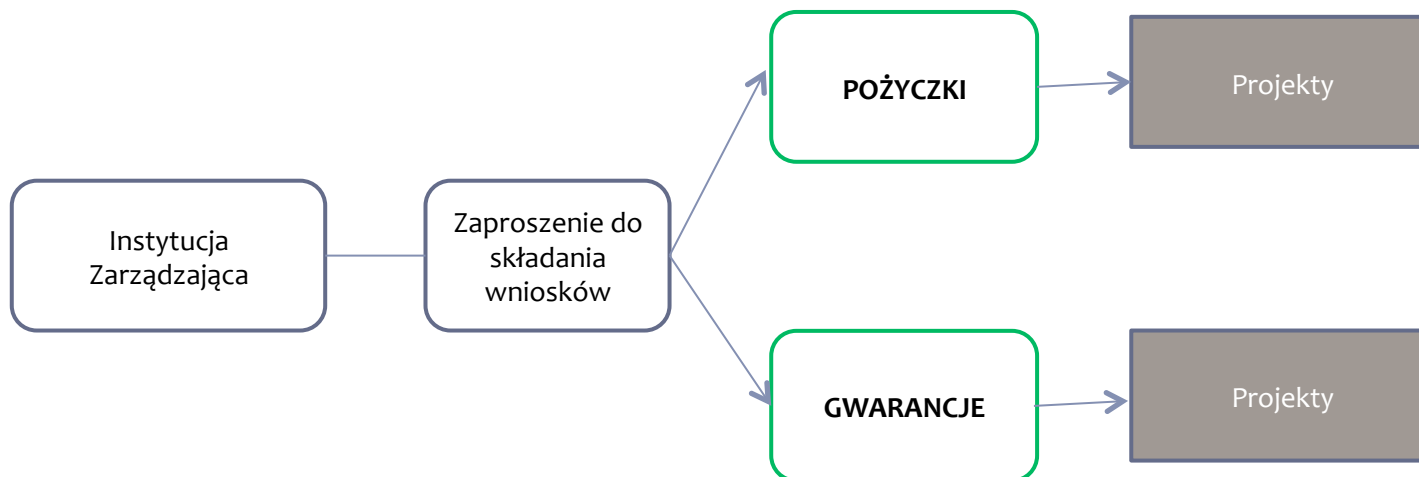 POŻYCZKI
Projekty
Instytucja
Zarządzająca
Zaproszenie do
składania
wniosków
GWARANCJE
Projekty